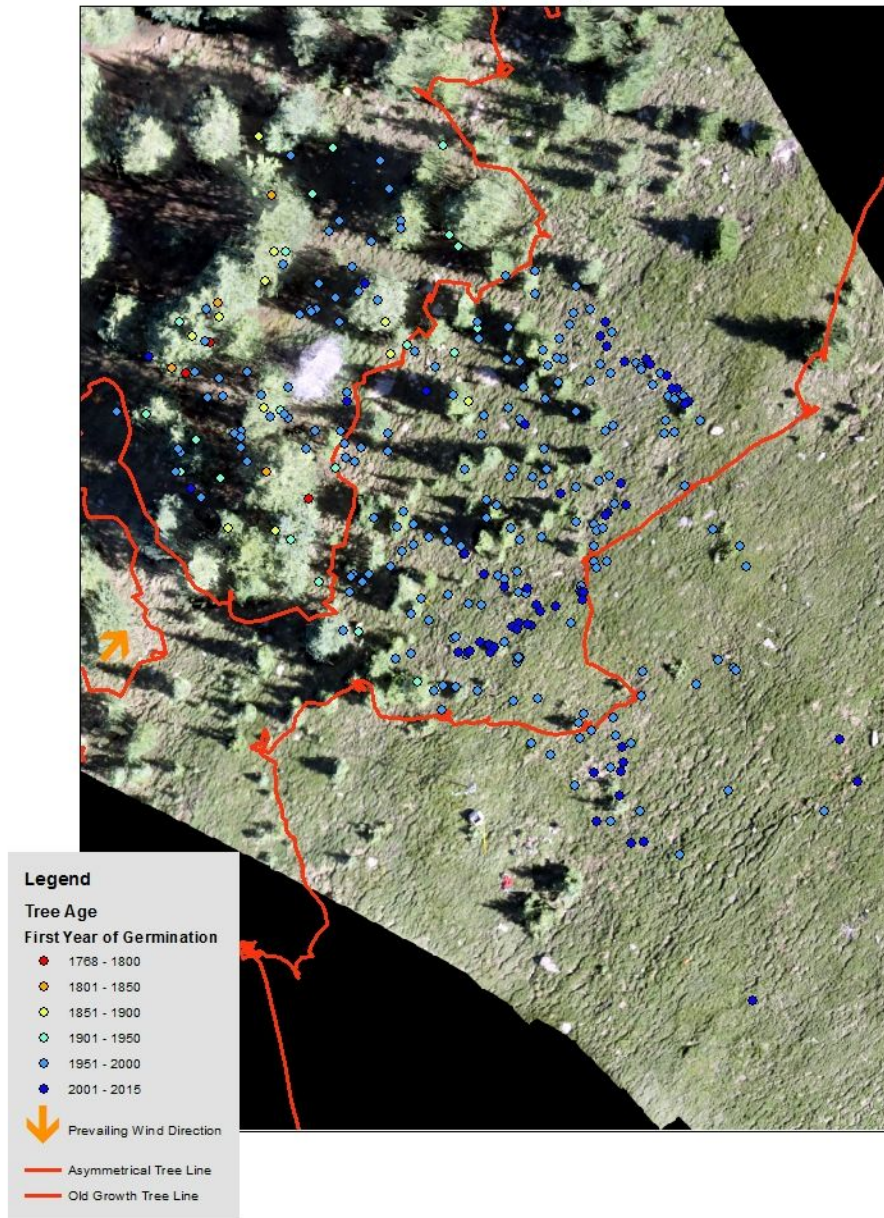 Legend
Tree Age
First Year of Germination
1768 - 1800
1801 - 1850
1851 - 1900
1901 - 1950
1951 - 2000
2001 - 2015
Prevailing Wind Direction
Asymmetrical Tree Line
Old Growth Tree Line